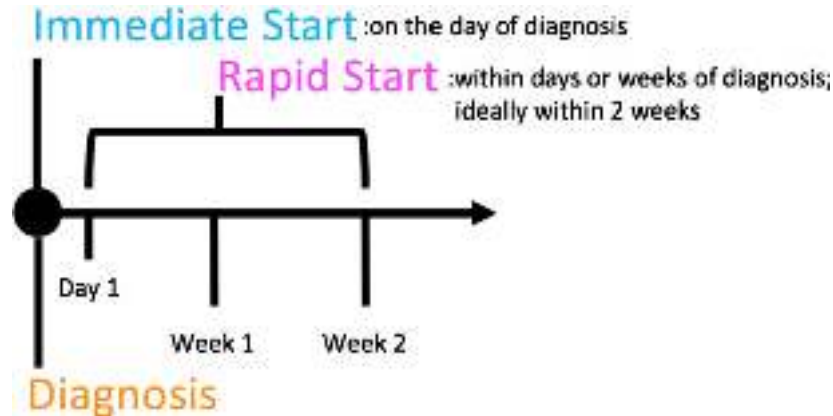 Immediate Start :on the day of diagnosis
Rapid Start :within days or weeks of diagnosis;
ideally within 2 weeks
Day 1
Week 1 Week 2
Diagnosis